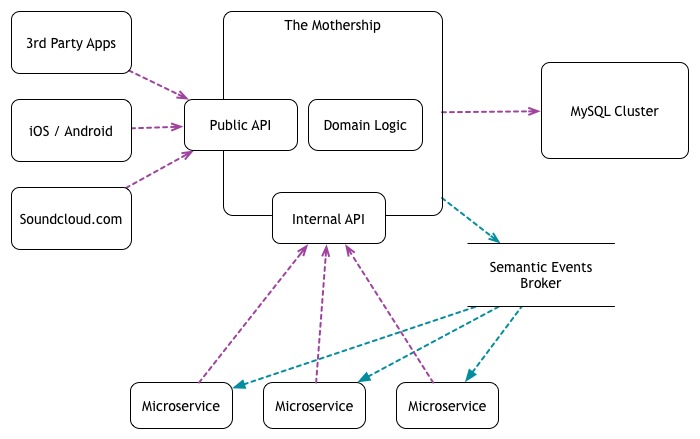 The Mothership
3rd Party Apps
iOS / Android
Soundcloud.com
Public API
Domain Logic
MySQL Cluster
Internal API
Semantic Events
Broker
Microservice
Microservice
Microservice